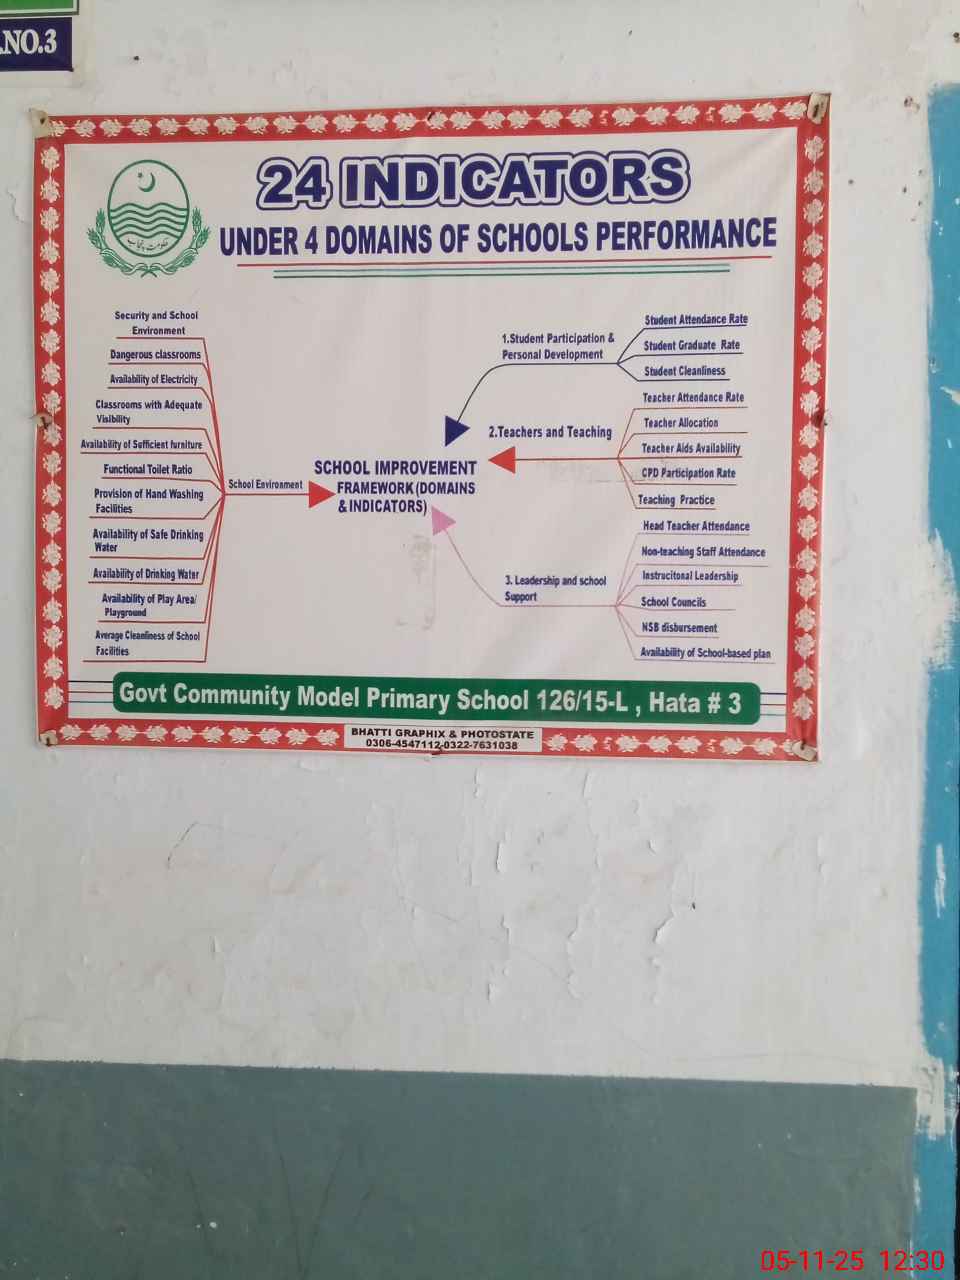 .NO.3
حکومت پنجاب
24 INDICATORS
UNDER 4 DOMAINS OF SCHOOLS PERFORMANCE
Security and School
Environment
Dangerous classrooms
Availability of Electricity
Classrooms with Adequate
Visibility
Availability of Sufficient furniture
Functional Toilet Ratio
Provision of Hand Washing
Facilities
Availability of Safe Drinking
Water
Availability of Drinking Water
Availability of Play Area/
Playground
Average Cleanliness of School
Facilities
School Environment
SCHOOL IMPROVEMENT
FRAMEWORK (DOMAINS
& INDICATORS)
1.Student Participation &
Personal Development
Student Attendance Rate
Student Graduate Rate
Student Cleanliness
2.Teachers and Teaching
Teacher Attendance Rate
Teacher Allocation
Teacher Aids Availability
CPD Participation Rate
Teaching Practice
3. Leadership and school
Support
Head Teacher Attendance
Non-teaching Staff Attendance
Instrucitonal Leadership
School Councils
NSB disbursement
Availability of School-based plan
Govt Community Model Primary School 126/15-L , Hata # 3
BHATTI GRAPHIX & PHOTOSTATE
0306-4547112-0322-7631038
05-11-25 12:30